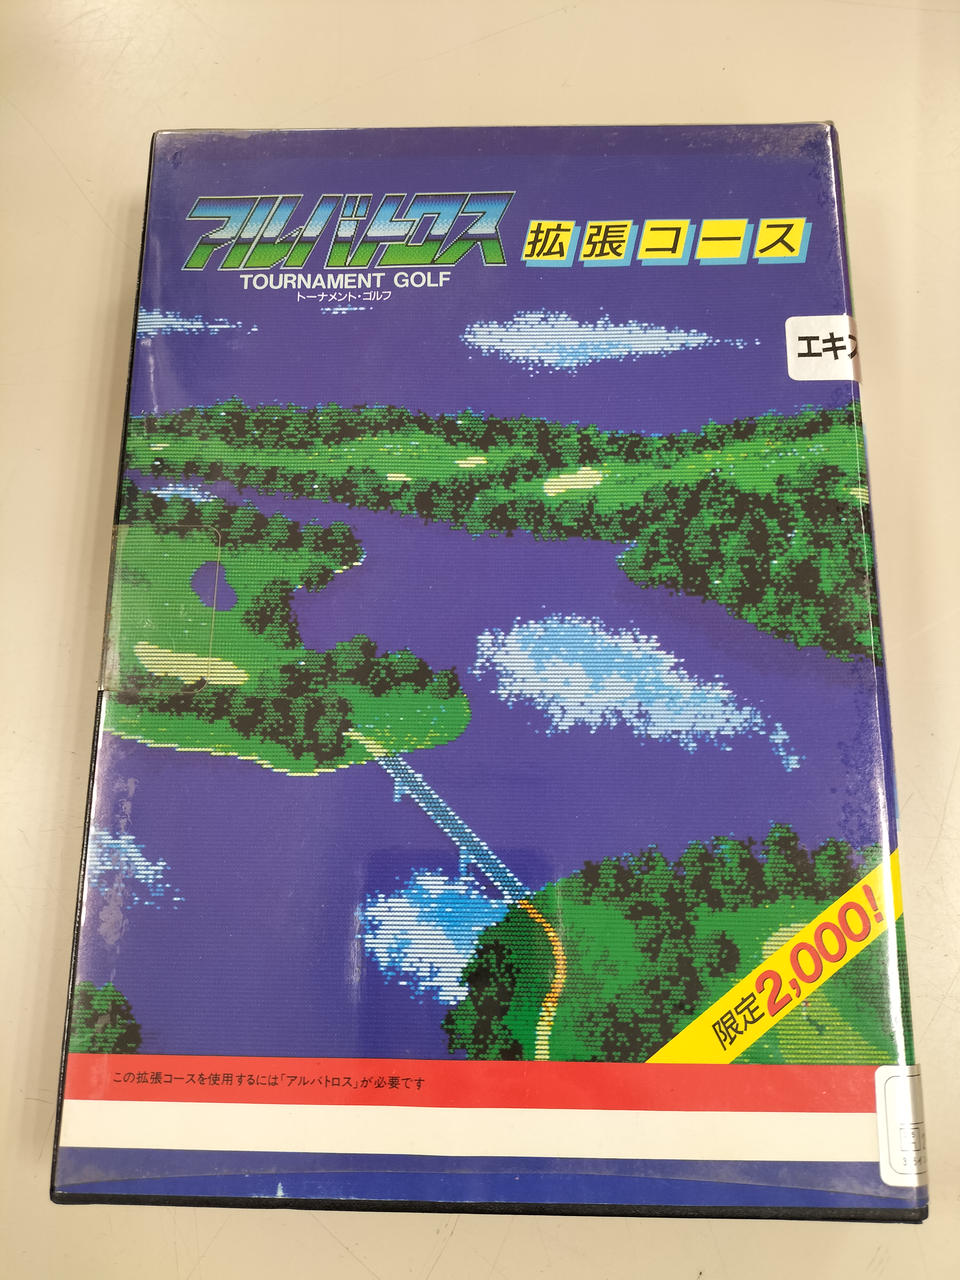 アルバトロス 拡張コース
TOURNAMENT GOLF
トーナメント・ゴルフ
エキ
限定2,000!
この拡張コースを使用するには「アルバトロス」が必要です